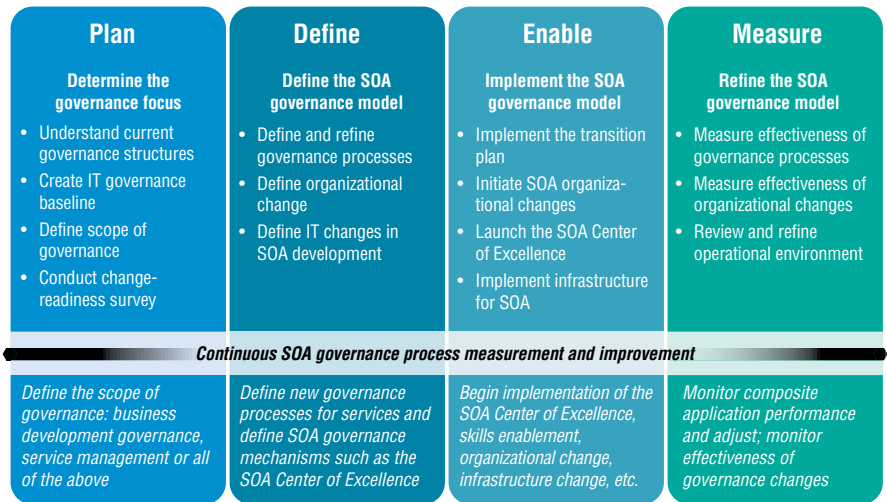 Plan
Determine the
governance focus
• Understand current
governance structures
• Create IT governance
baseline
• Define scope of
governance
• Conduct change-
readiness survey
Define
Define the SOA
governance model
• Define and refine
governance processes
• Define organizational
change
• Define IT changes in
SOA development
Enable
Implement the SOA
governance model
• Implement the transition
plan
• Initiate SOA organiza-
tional changes
• Launch the SOA Center
of Excellence
• Implement infrastructure
for SOA
Measure
Refine the SOA
governance model
• Measure effectiveness of
governance processes
• Measure effectiveness of
organizational changes
• Review and refine
operational environment
Continuous SOA governance process measurement and improvement
Define the scope of
governance: business
development governance,
service management or all
of the above
Define new governance
processes for services and
define SOA governance
mechanisms such as the
SOA Center of Excellence
Begin implementation of the
SOA Center of Excellence,
skills enablement,
organizational change,
infrastructure change, etc.
Monitor composite
application performance
and adjust; monitor
effectiveness of
governance changes